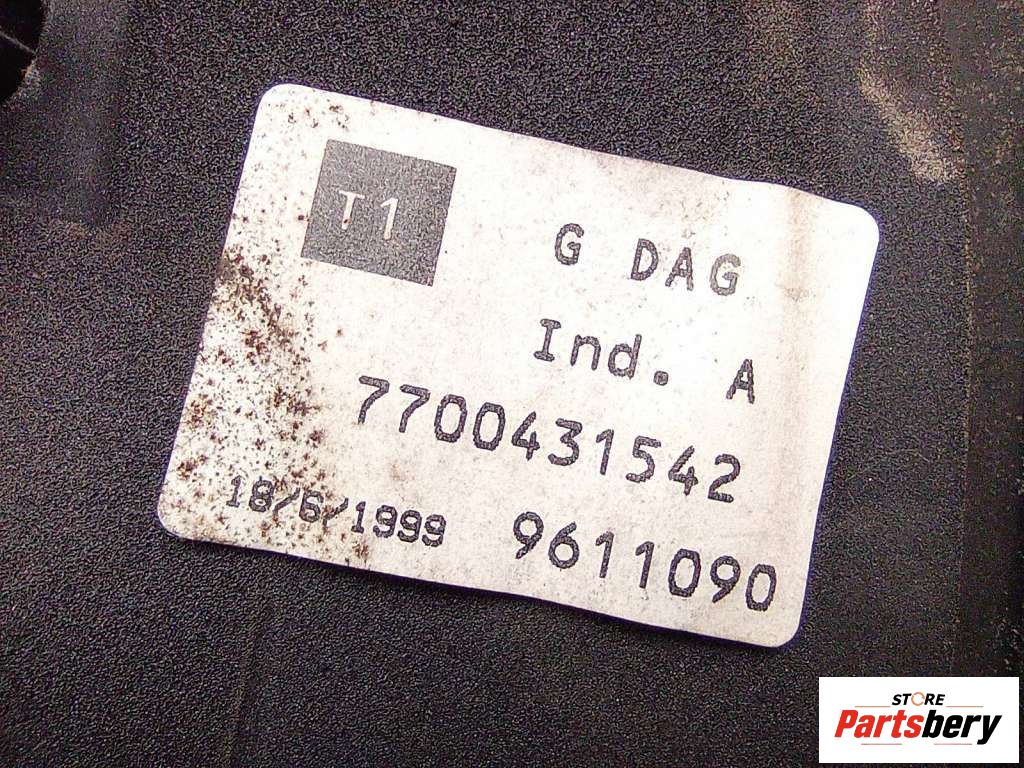 T1
G DAG
Ind. A
7700431542
18/6/1999 9611090
STORE
Partsbery